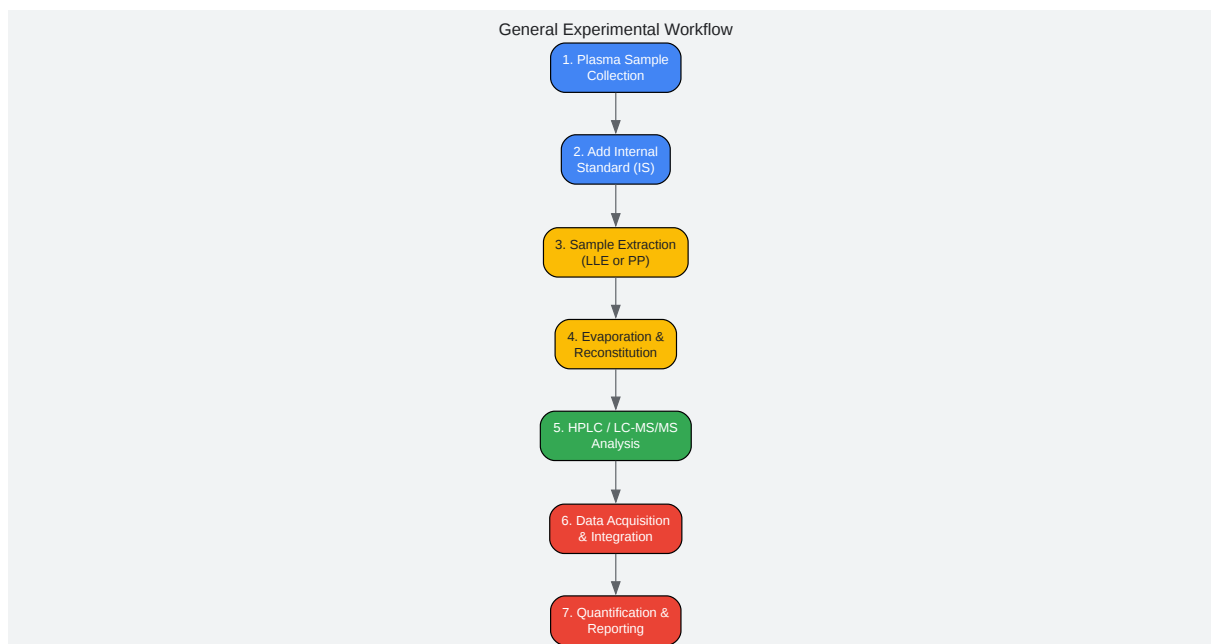 General Experimental Workflow
1. Plasma Sample
Collection
2. Add Internal
Standard (IS)
3. Sample Extraction
(LLE or PP)
4. Evaporation &
Reconstitution
5. HPLC / LC-MS/MS
Analysis
6. Data Acquisition
& Integration
7. Quantification &
Reporting